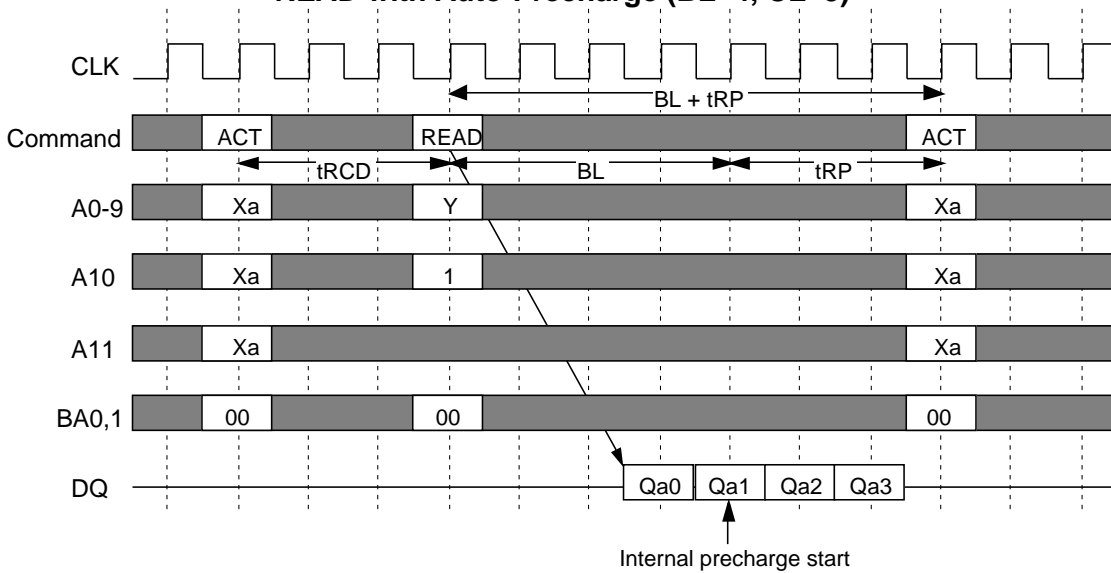 READ with Auto-Precharge (BL=4, CL=3)
CLK
BL + tRP
Command ACT READ ACT
tRCD BL tRP
A0-9 Xa Y Xa
A10 Xa 1 Xa
A11 Xa Xa
BA0,1 00 00 00
DQ Qa0 Qa1 Qa2 Qa3
Internal precharge start